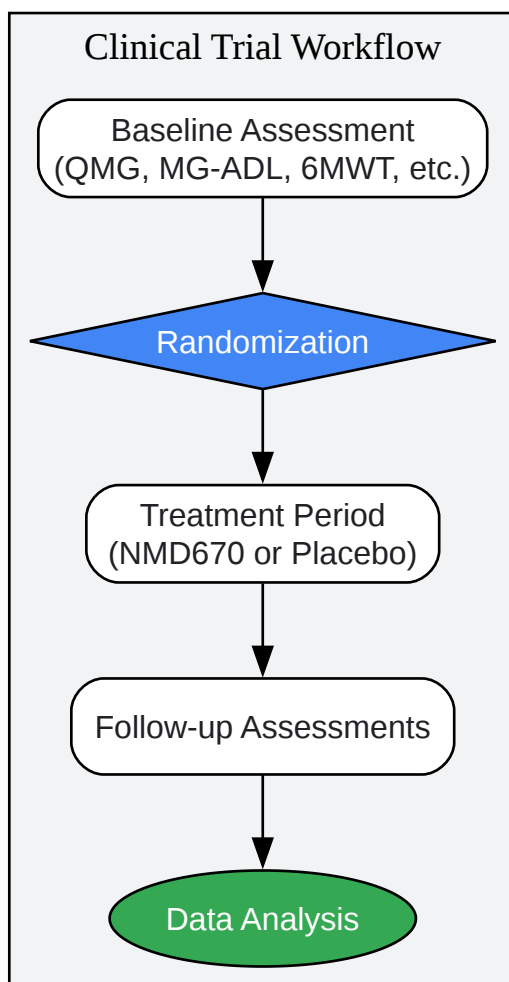 Clinical Trial Workflow
Baseline Assessment
(QMG, MG-ADL, 6MWT, etc.)
Randomization
Treatment Period
(NMD670 or Placebo)
Follow-up Assessments
Data Analysis